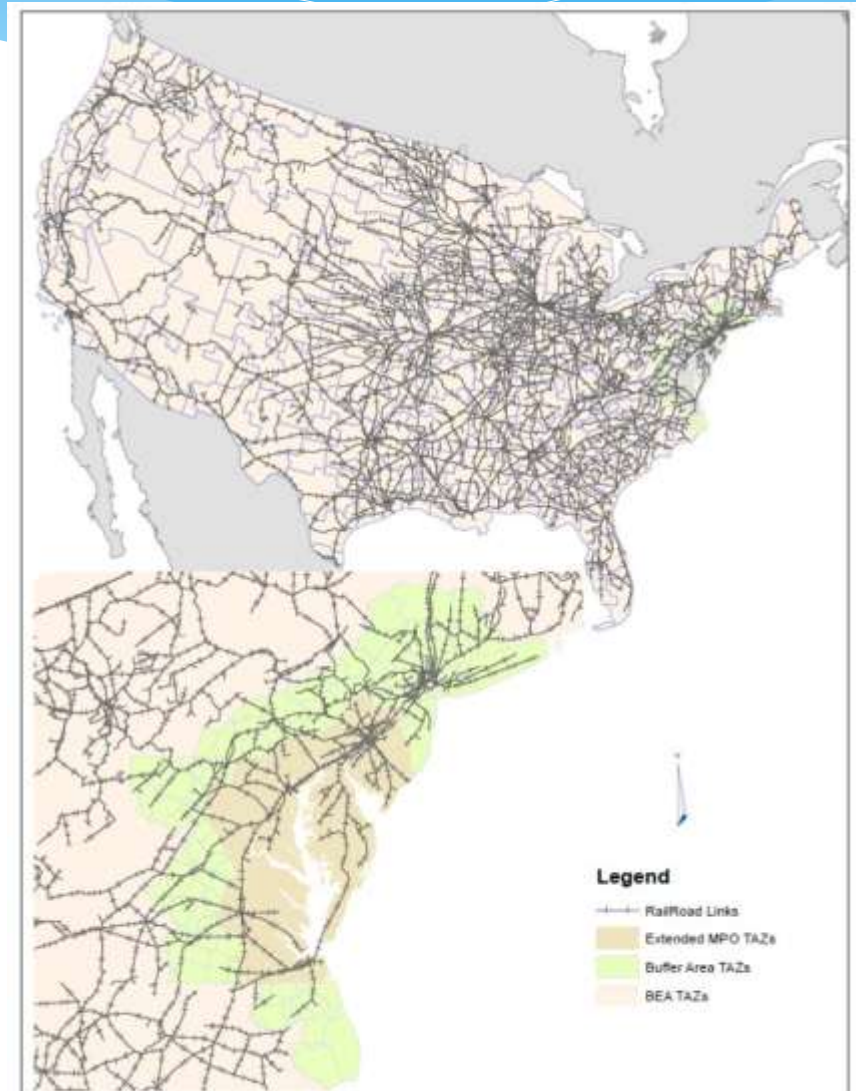 Legend
RailRoad Links
Extended MPO TAZs
Buffer Area TAZs
BEA TAZs